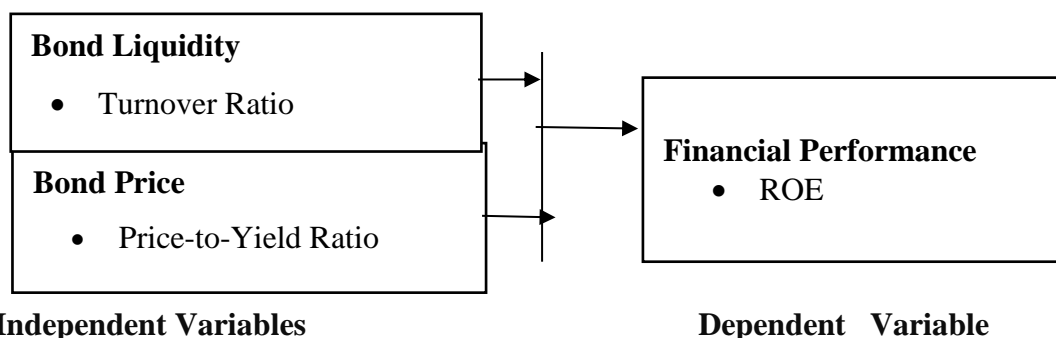 Bond Liquidity
• Turnover Ratio
Bond Price
• Price-to-Yield Ratio
Financial Performance
• ROE
Independent Variables
Dependent Variable